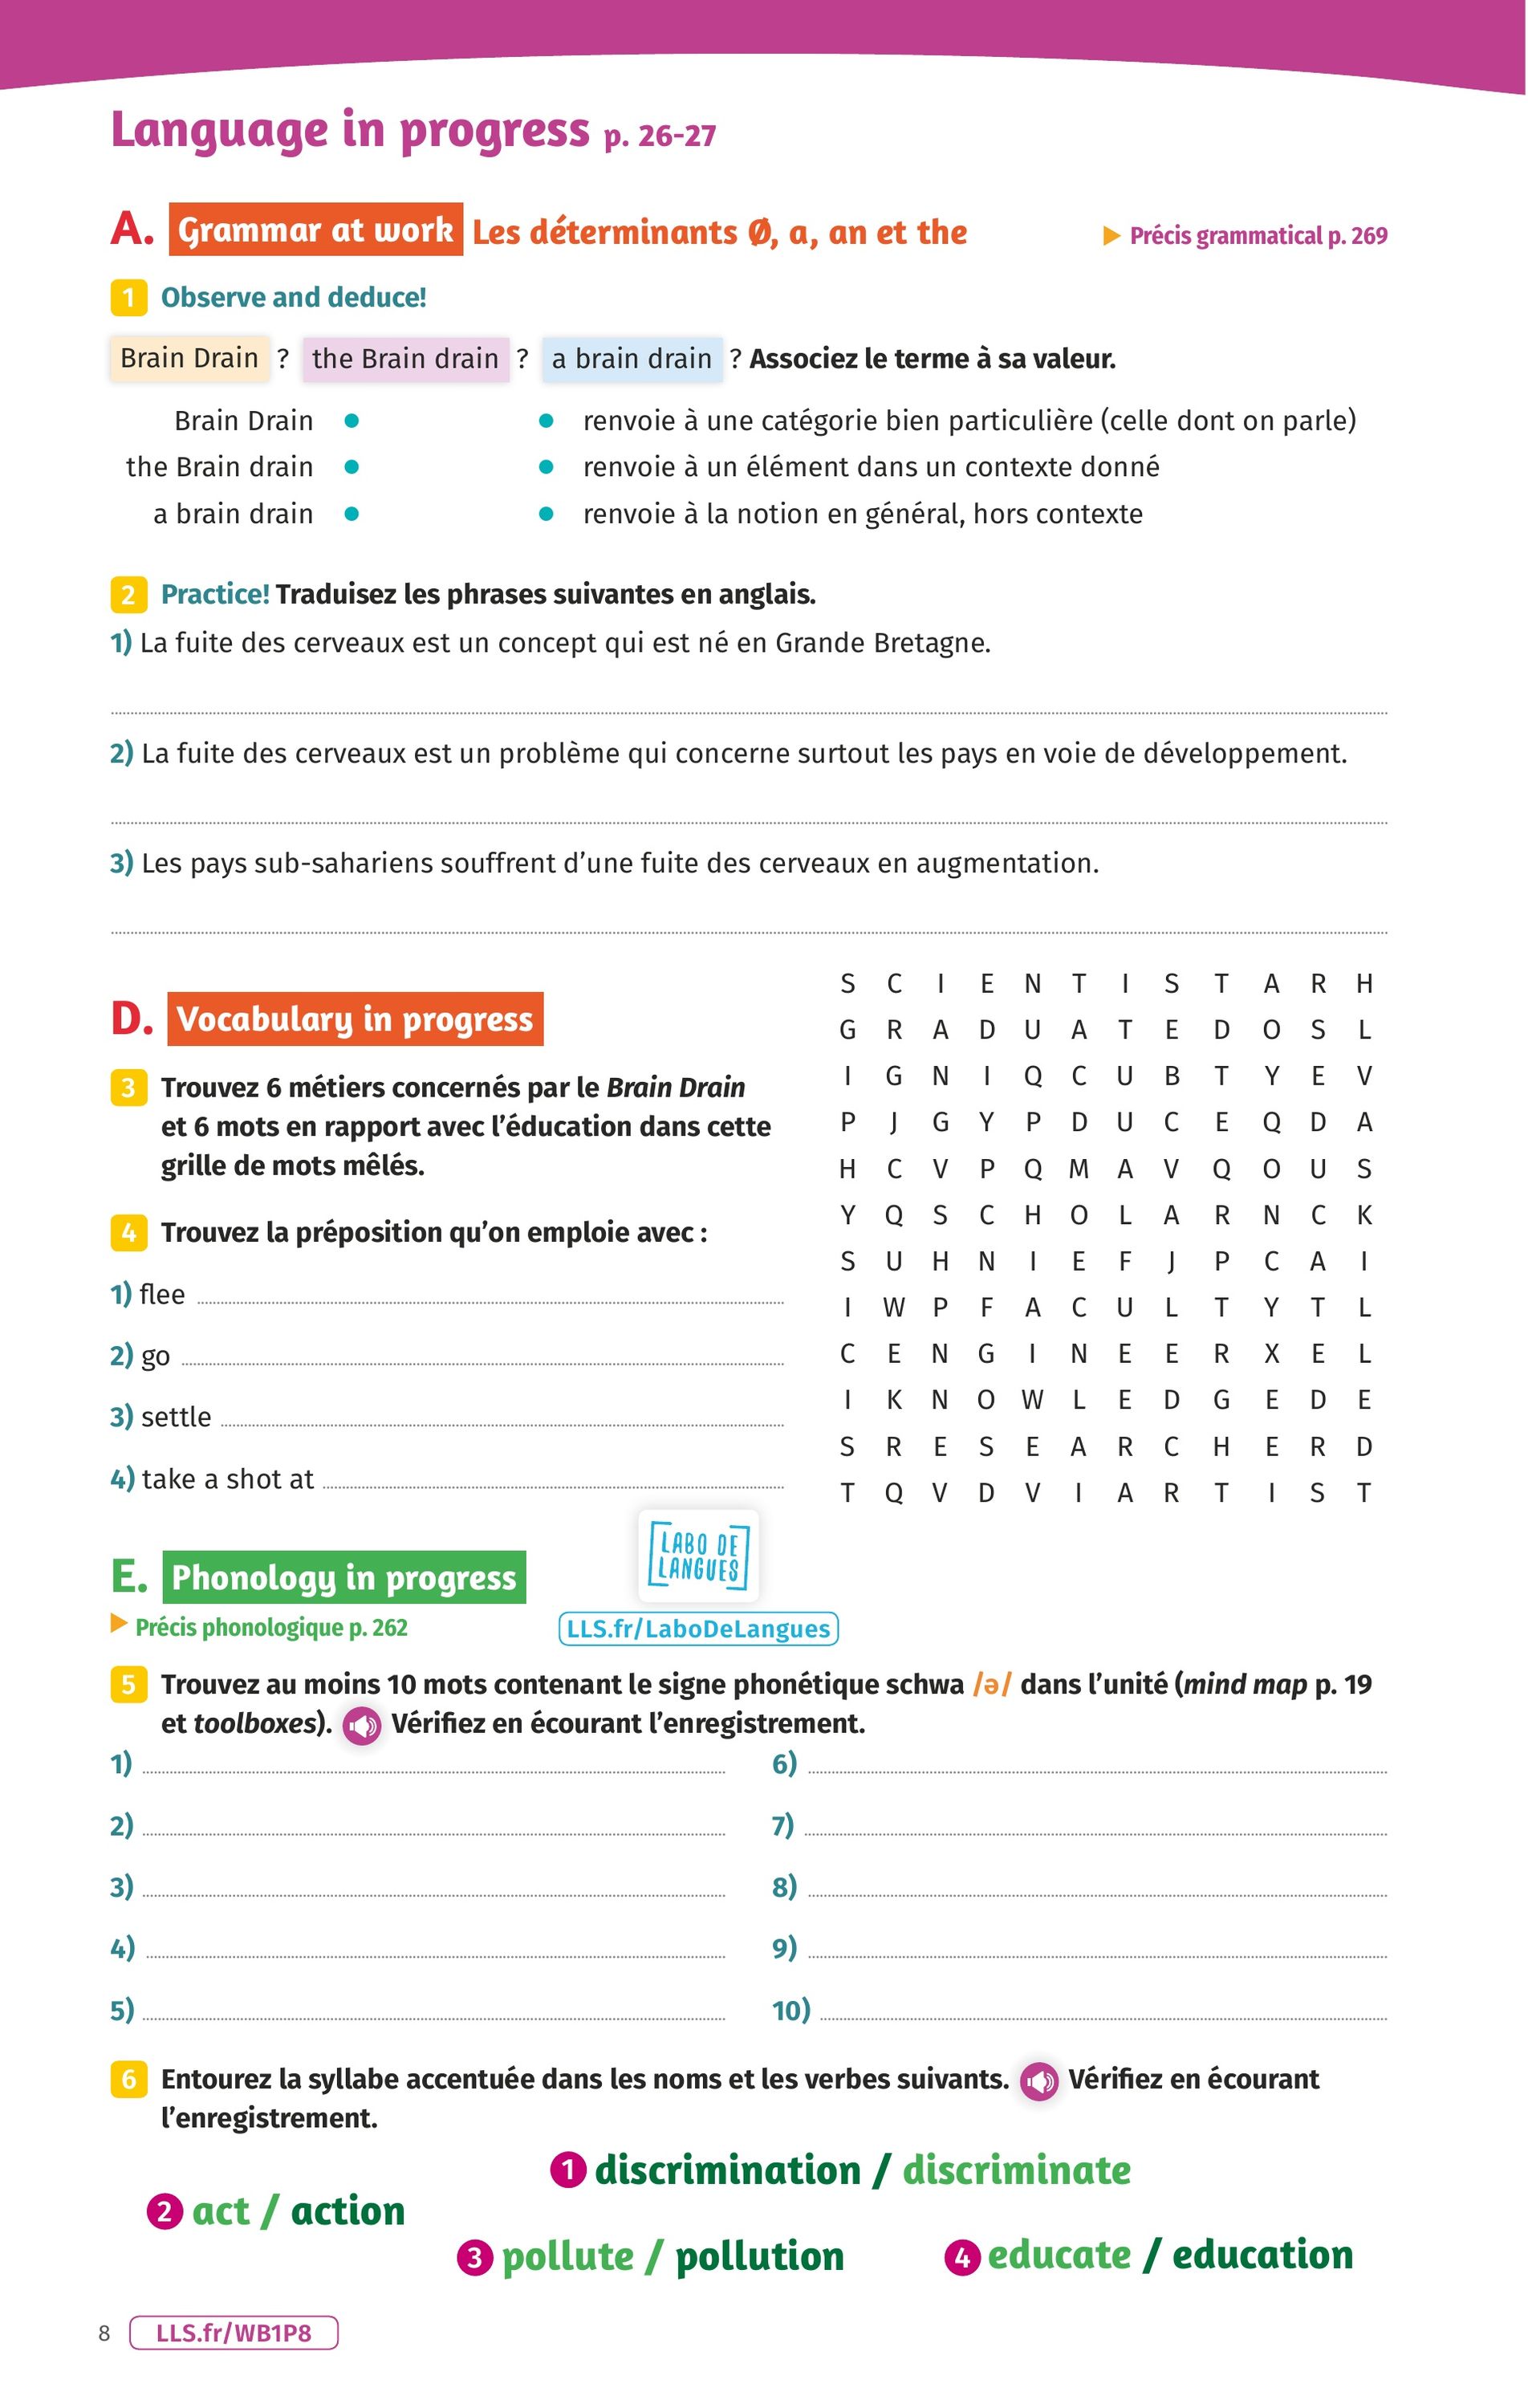 Language in progress p. 26-27
A. Grammar at work Les déterminants Ø, a, an et the
Précis grammatical p. 269
1 Observe and deduce!
Brain Drain ? the Brain drain ? a brain drain ? Associez le terme à sa valeur.
Brain Drain renvoie à une catégorie bien particulière (celle dont on parle)
the Brain drain renvoie à un élément dans un contexte donné
a brain drain renvoie à la notion en général, hors contexte
2 Practice! Traduisez les phrases suivantes en anglais.
1) La fuite des cerveaux est un concept qui est né en Grande Bretagne.
2) La fuite des cerveaux est un problème qui concerne surtout les pays en voie de développement.
3) Les pays sub-sahariens souffrent d’une fuite des cerveaux en augmentation.
D. Vocabulary in progress
3 Trouvez 6 métiers concernés par le Brain Drain
et 6 mots en rapport avec l’éducation dans cette
grille de mots mêlés.
4 Trouvez la préposition qu’on emploie avec :
1) flee
2) go
3) settle
4) take a shot at
S C I E N T I S T A R H
G R A D U A T E D O S L
I G N I Q C U B T Y E V
P J G Y P D U C E Q D A
H C V P Q M A V Q O U S
Y Q S C H O L A R N C K
S U H N I E F J P C A I
I W P F A C U L T Y T L
C E N G I N E E R X E L
I K N O W L E D G E D E
S R E S E A R C H E R D
T Q V D V I A R T I S T
LABO DE
LANGUES
LLS.fr/LaboDeLangues
E. Phonology in progress
Précis phonologique p. 262
5 Trouvez au moins 10 mots contenant le signe phonétique schwa /ə/ dans l’unité (mind map p. 19
et toolboxes). Vérifiez en écourant l’enregistrement.
1)
2)
3)
4)
5)
6)
7)
8)
9)
10)
6 Entourez la syllabe accentuée dans les noms et les verbes suivants. Vérifiez en écourant
l’enregistrement.
1 discrimination / discriminate
2 act / action
3 pollute / pollution
4 educate / education
8 LLS.fr/WB1P8